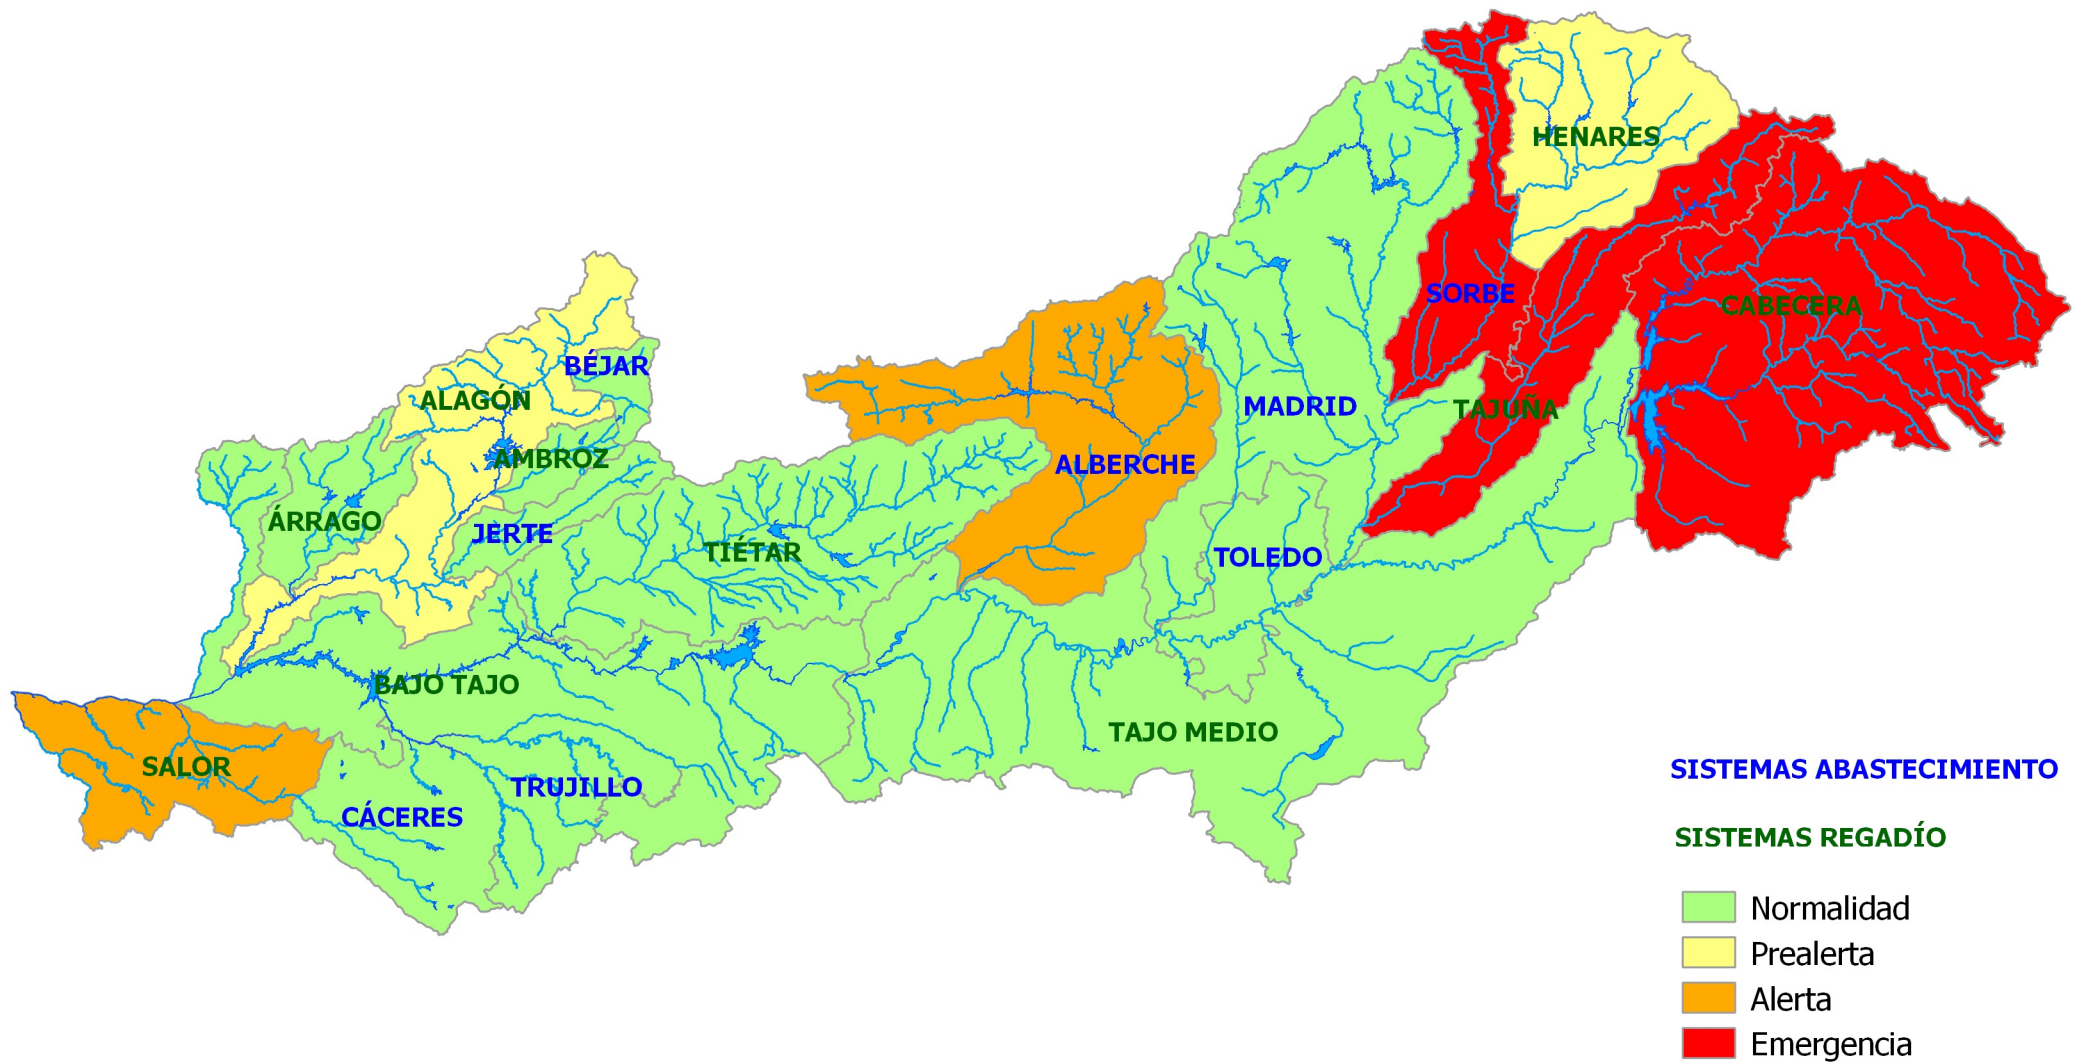 HENARES
SORBE
CABECERA
BÉJAR
ALAGÓN
MADRID
TAJUÑA
AMBROZ
ALBERCHE
ÁRRAGO
JERTE
TIÉTAR
TOLEDO
BAJO TAJO
TAJO MEDIO
SALOR
TRUJILLO
CÁCERES
SISTEMAS ABASTECIMIENTO
SISTEMAS REGADÍO
Normalidad
Prealerta
Alerta
Emergencia